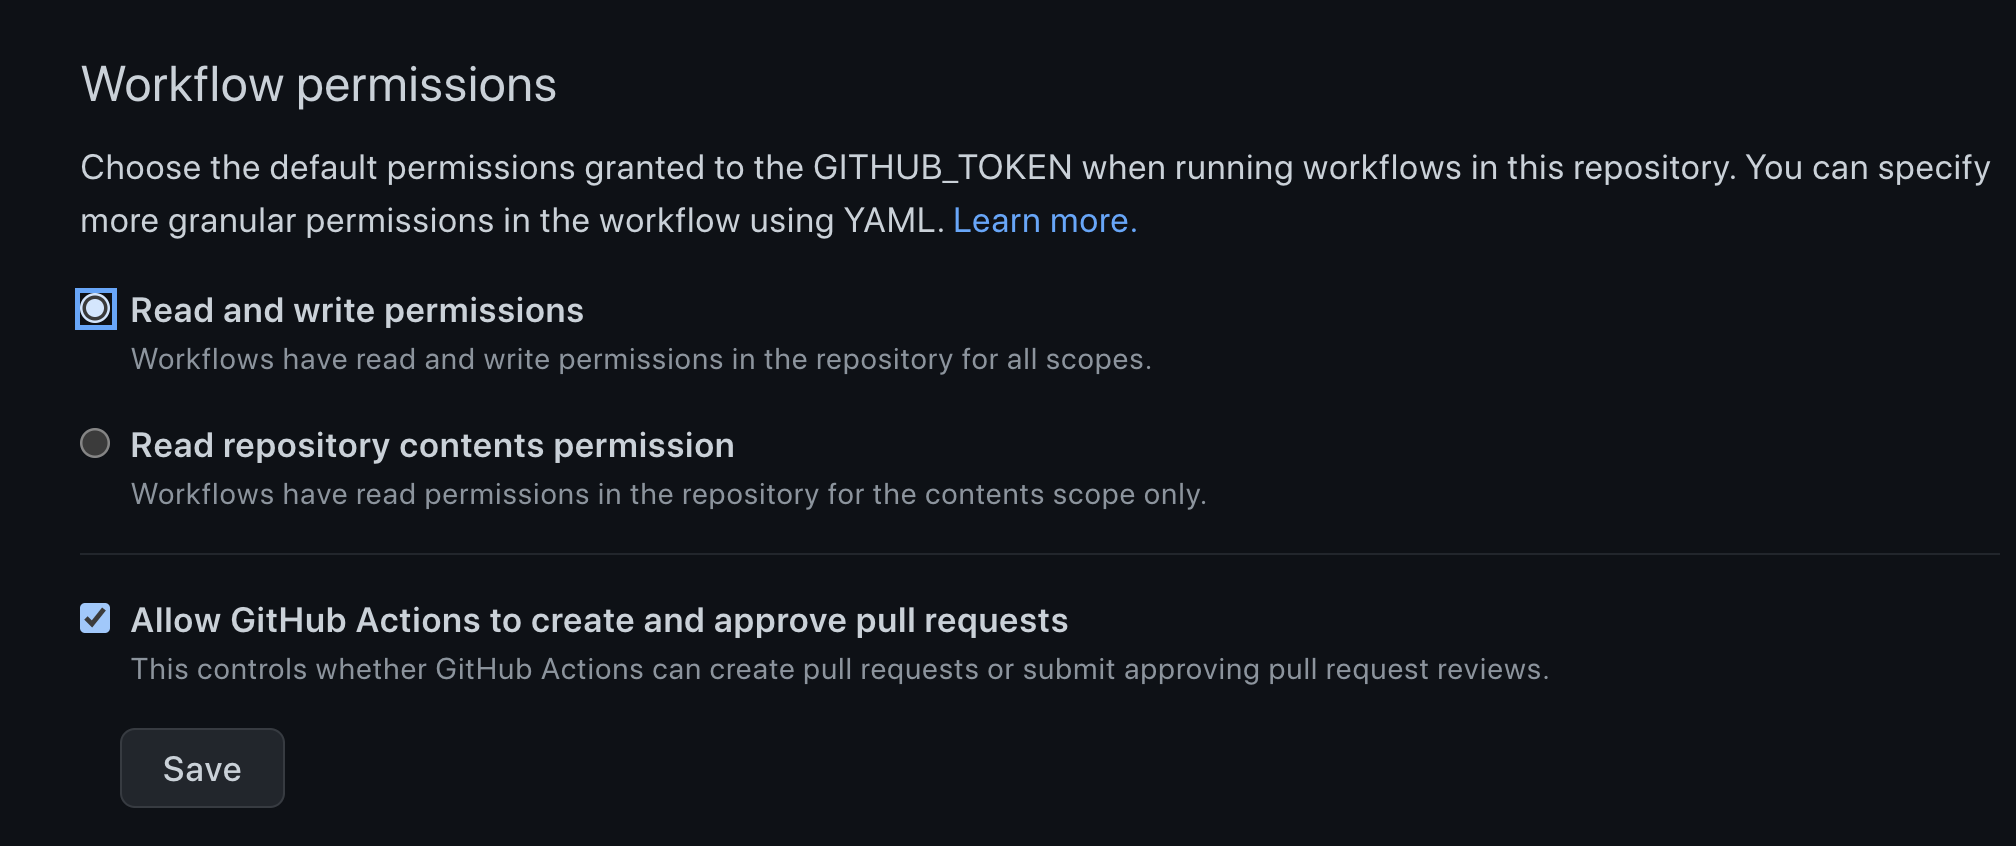 Workflow permissions
Choose the default permissions granted to the GITHUB_TOKEN when running workflows in this repository. You can specify
more granular permissions in the workflow using YAML. Learn more.
Read and write permissions
Workflows have read and write permissions in the repository for all scopes.
Read repository contents permission
Workflows have read permissions in the repository for the contents scope only.
Allow GitHub Actions to create and approve pull requests
This controls whether GitHub Actions can create pull requests or submit approving pull request reviews.
Save